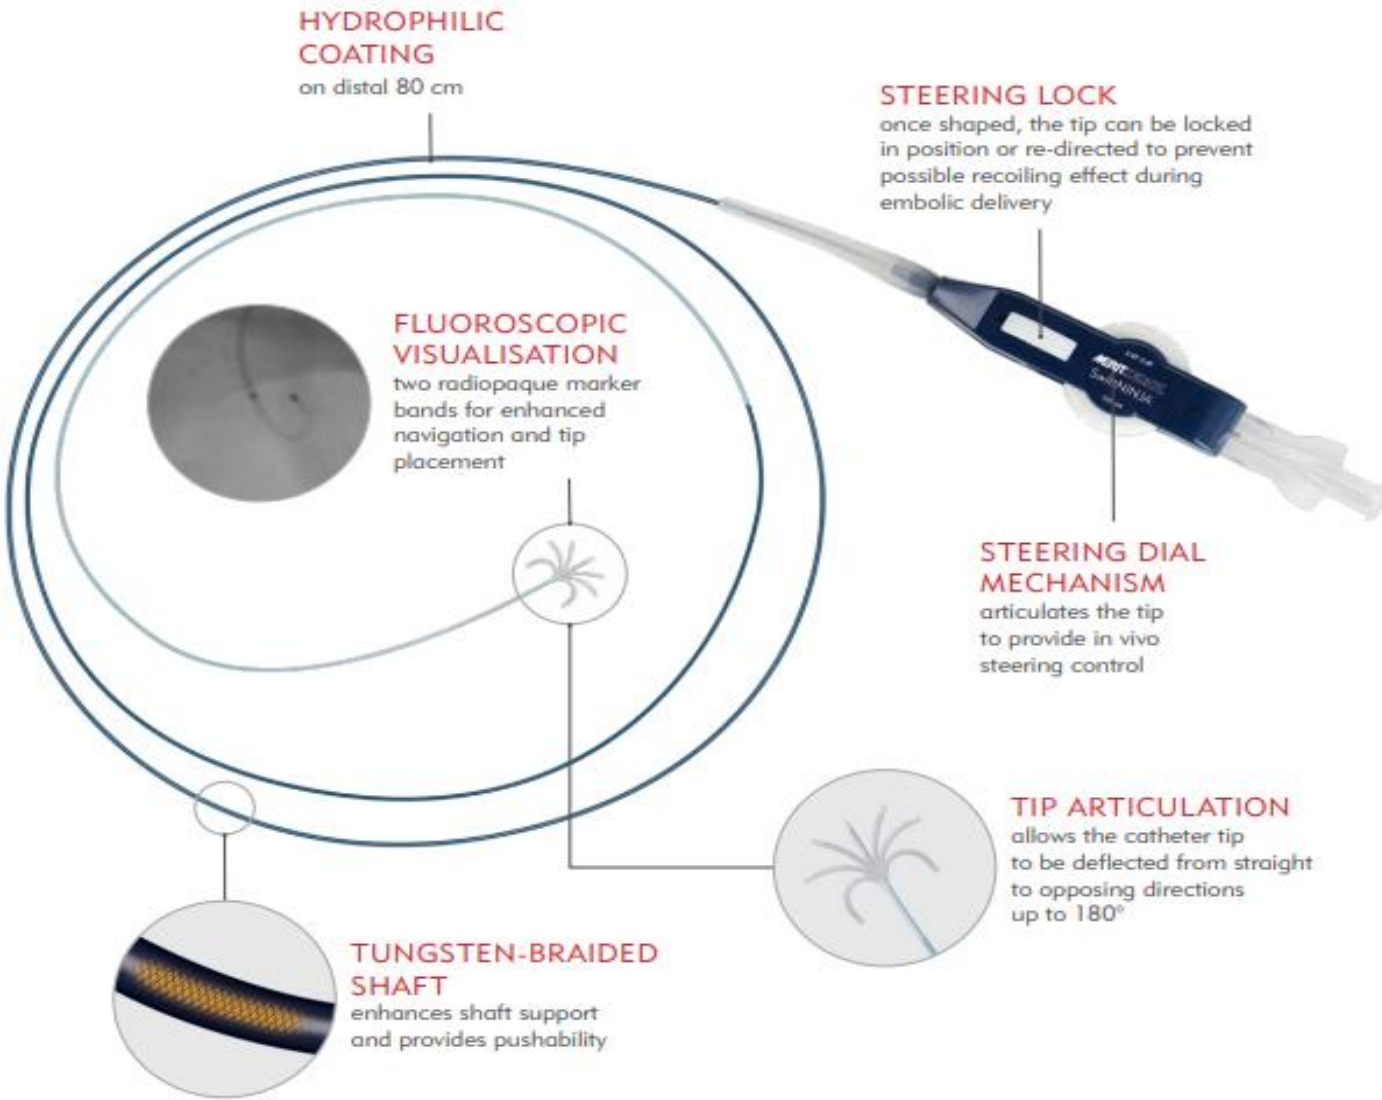 HYDROPHILIC
COATING
on distal 80 cm
STEERING LOCK
once shaped, the tip can be locked
in position or re-directed to prevent
possible recoiling effect during
embolic delivery
FLUOROSCOPIC
VISUALISATION
two radiopaque marker
bands for enhanced
navigation and tip
placement
MERIT
SwiftNINJA
STEERING DIAL
MECHANISM
articulates the tip
to provide in vivo
steering control
TIP ARTICULATION
allows the catheter tip
to be deflected from straight
to opposing directions
up to 180°
TUNGSTEN-BRAIDED
SHAFT
enhances shaft support
and provides pushability